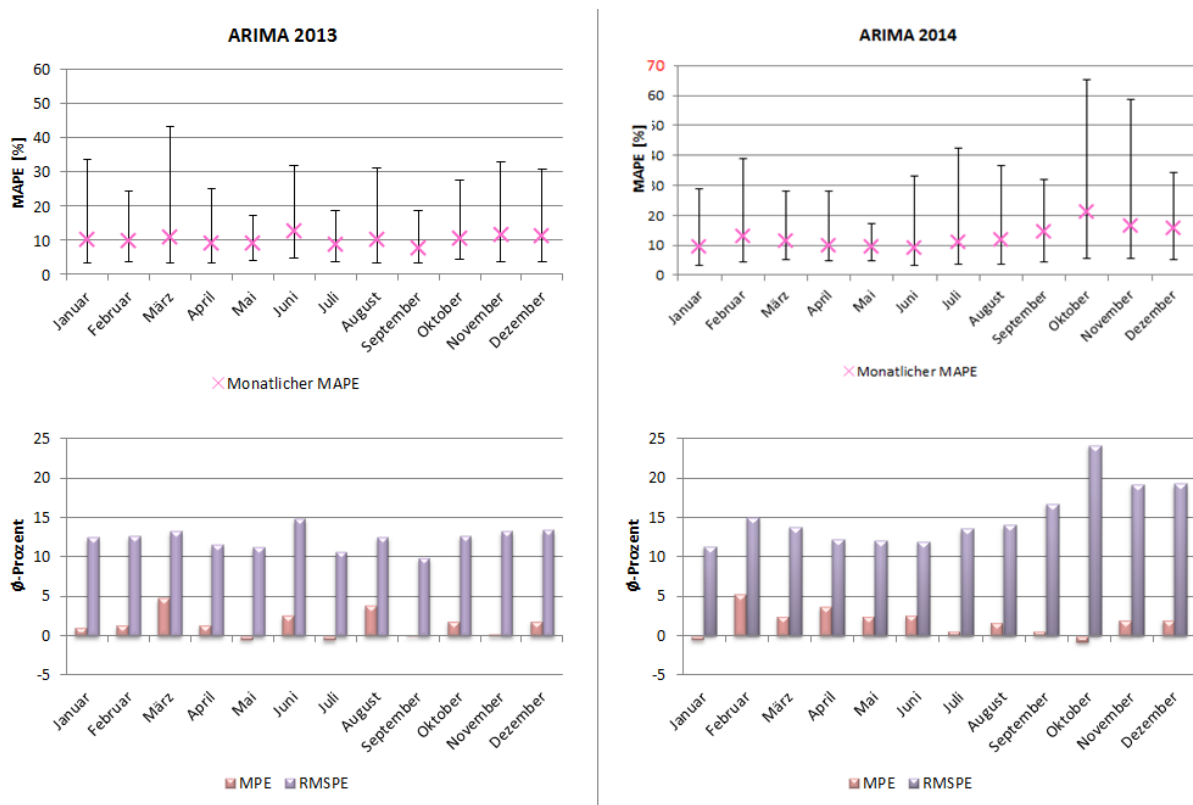 ARIMA 2013
MAPE [%]
60
50
40
30
20
10
0
Januar
Februar
März
April
Mai
Juni
Juli
August
September
Oktober
November
Dezember
Monatlicher MAPE
Ø-Prozent
25
20
15
10
5
0
-5
Januar
Februar
März
April
Mai
Juni
Juli
August
September
Oktober
November
Dezember
MPE RMSPE
ARIMA 2014
MAPE [%]
70
60
50
40
30
20
10
0
Januar
Februar
März
April
Mai
Juni
Juli
August
September
Oktober
November
Dezember
Monatlicher MAPE
Ø-Prozent
25
20
15
10
5
0
-5
Januar
Februar
März
April
Mai
Juni
Juli
August
September
Oktober
November
Dezember
MPE RMSPE